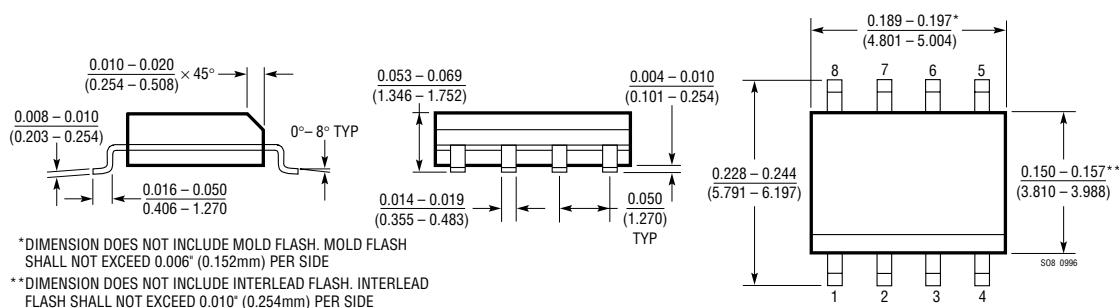 0.010 – 0.020
(0.254 – 0.508)
× 45°
0.008 – 0.010
(0.203 – 0.254)
0°– 8° TYP
0.016 – 0.050
0.406 – 1.270
0.053 – 0.069
(1.346 – 1.752)
0.004 – 0.010
(0.101 – 0.254)
0.014 – 0.019
(0.355 – 0.483)
0.050
(1.270)
TYP
0.189 – 0.197*
(4.801 – 5.004)
8 7 6 5
0.228 – 0.244
(5.791 – 6.197)
0.150 – 0.157**
(3.810 – 3.988)
1 2 3 4
SO8 0996
*DIMENSION DOES NOT INCLUDE MOLD FLASH. MOLD FLASH
SHALL NOT EXCEED 0.006" (0.152mm) PER SIDE
**DIMENSION DOES NOT INCLUDE INTERLEAD FLASH. INTERLEAD
FLASH SHALL NOT EXCEED 0.010" (0.254mm) PER SIDE